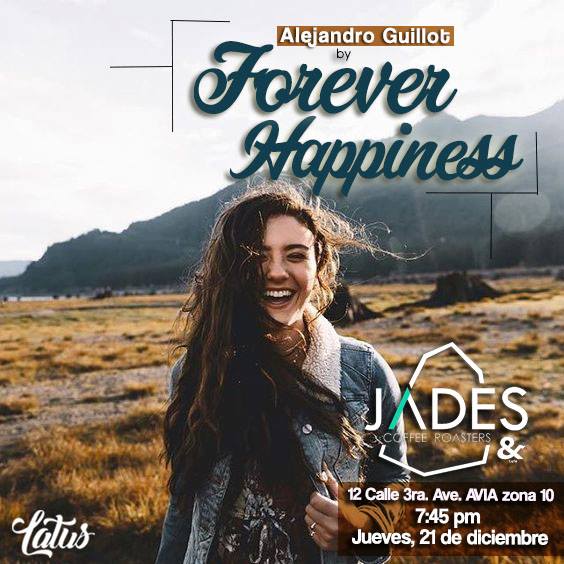 Alejandro Guillot
by
Forever
Happiness
JADES
COFFEE ROASTERS
&
12 Calle 3ra. Ave. AVIA zona 10
7:45 pm
Jueves, 21 de diciembre
Latus